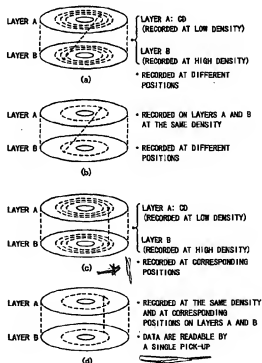 LAYER A
LAYER A: CD
(RECORDED AT LOW DENSITY)
LAYER B
(RECORDED AT HIGH DENSITY)
LAYER B
• RECORDED AT DIFFERENT
POSITIONS
(a)
LAYER A
• RECORDED ON LAYERS A AND B
AT THE SAME DENSITY
LAYER B
• RECORDED AT DIFFERENT
POSITIONS
(b)
LAYER A
LAYER A: CD
(RECORDED AT LOW DENSITY)
LAYER B
LAYER B
(RECORDED AT HIGH DENSITY)
• RECORDED AT CORRESPONDING
POSITIONS
(c)
LAYER A
• RECORDED AT THE SAME DENSITY
AND AT CORRESPONDING
POSITIONS ON LAYERS A AND B
LAYER B
• DATA ARE READABLE BY
A SINGLE PICK-UP
(d)